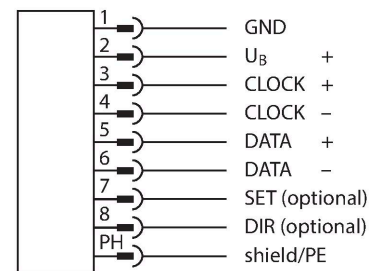 1 GND
2 U_B +
3 CLOCK +
4 CLOCK –
5 DATA +
6 DATA –
7 SET (optional)
8 DIR (optional)
PH shield/PE